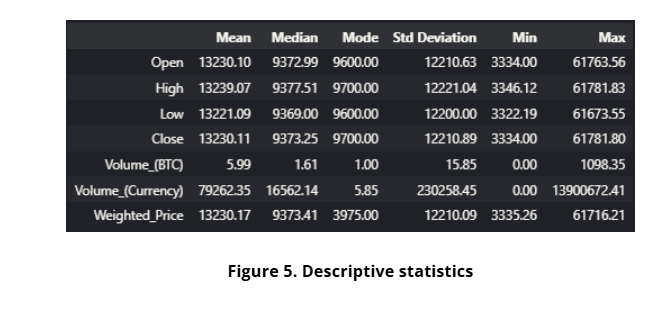 Mean Median Mode Std Deviation Min Max
Open 13230.10 9372.99 9600.00 12210.63 3334.00 61763.56
High 13239.07 9377.51 9700.00 12221.04 3346.12 61781.83
Low 13221.09 9369.00 9600.00 12200.00 3322.19 61673.55
Close 13230.11 9373.25 9700.00 12210.89 3334.00 61781.80
Volume_(BTC) 5.99 1.61 1.00 15.85 0.00 1098.35
Volume_(Currency) 79262.35 16562.14 5.85 230258.45 0.00 13900672.41
Weighted_Price 13230.17 9373.41 3975.00 12210.09 3335.26 61716.21
Figure 5. Descriptive statistics